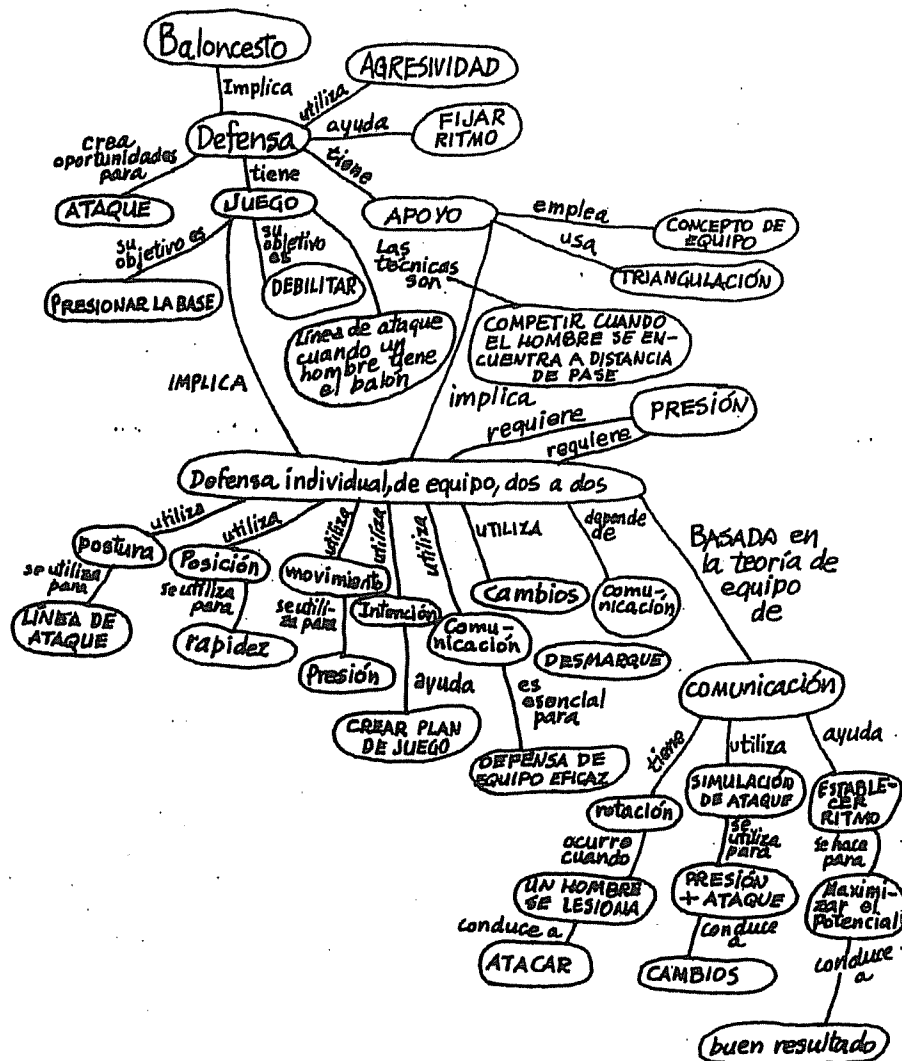 Baloncesto
Implica
utiliza
AGRESIVIDAD
Defensa
ayuda
FIJAR
RITMO
crea
oportunidades
para
tiene
tiene
ATAQUE
JUEGO
APOYO
emplea
CONCEPTO DE
EQUIPO
usa
TRIANGULACIÓN
su
objetivo es
su
objetivo
es
Las
técnicas
son
PRESIONAR LA BASE
DEBILITAR
Línea de ataque
cuando un
hombre tiene
el balón
COMPETIR CUANDO
EL HOMBRE SE EN-
CUENTRA A DISTANCIA
DE PASE
IMPLICA
implica
requiere
requiere
PRESIÓN
Defensa individual, de equipo, dos a dos
utiliza
utiliza
utiliza
utiliza
utiliza
UTILIZA
depende
de
BASADA en
la teoría de
equipo
de
postura
Posición
movimiento
Intención
Comu-
nicación
cambios
comu-
nicación
se utiliza
para
se utiliza
para
se utili-
za para
LÍNEA DE
ATAQUE
rapidez
Presión
ayuda
DESMARQUE
es
esencial
para
CREAR PLAN
DE JUEGO
DEFENSA DE
EQUIPO EFICAZ
COMUNICACIÓN
tiene
utiliza
ayuda
rotación
SIMULACIÓN
DE ATAQUE
ESTABLE-
CER
RITMO
ocurre
cuando
se
utiliza
para
se hace
para
UN HOMBRE
SE LESIONA
PRESIÓN
+ ATAQUE
Maximi-
zar el
potencial
conduce a
conduce
a
conduce
a
ATACAR
CAMBIOS
buen resultado